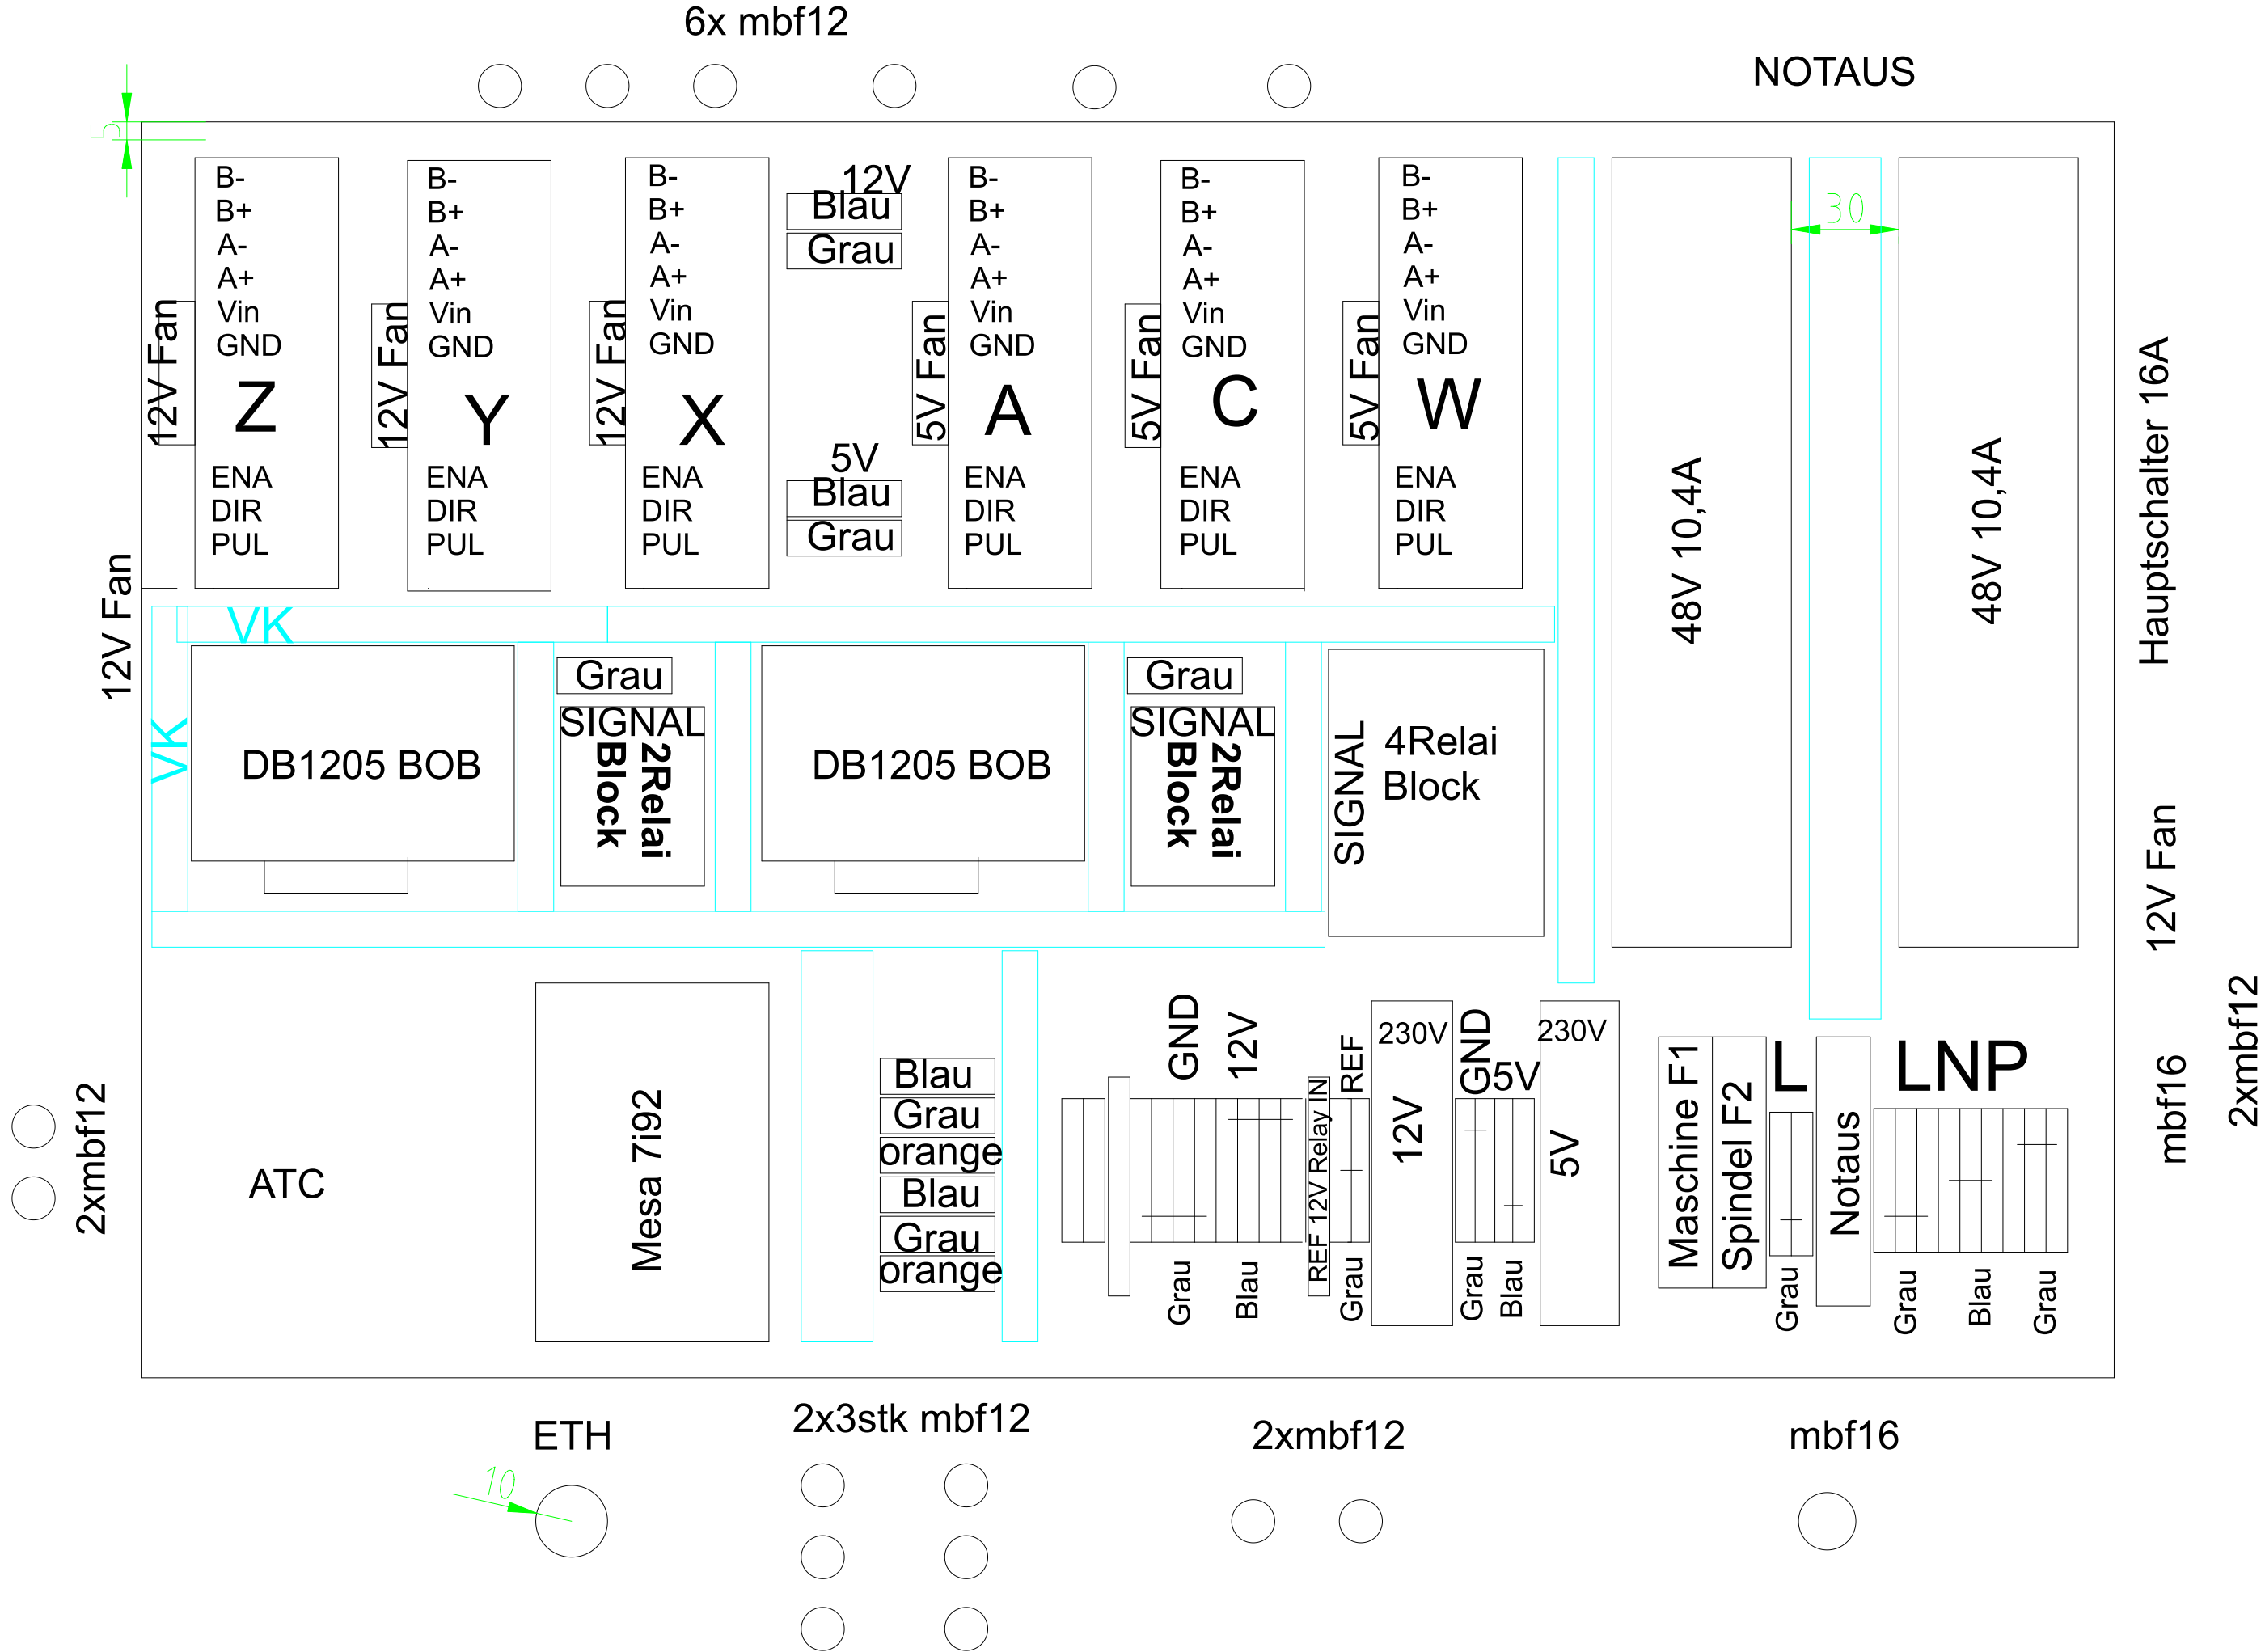 6x mbf12
NOTAUS
5
B-
B+
A-
A+
Vin
GND
Z
ENA
DIR
PUL
12V Fan
B-
B+
A-
A+
Vin
GND
Y
ENA
DIR
PUL
12V Fan
B-
B+
A-
A+
Vin
GND
X
ENA
DIR
PUL
12V Fan
12V
Blau
Grau
5V
Blau
Grau
B-
B+
A-
A+
Vin
GND
A
ENA
DIR
PUL
5V Fan
B-
B+
A-
A+
Vin
GND
C
ENA
DIR
PUL
5V Fan
B-
B+
A-
A+
Vin
GND
W
ENA
DIR
PUL
5V Fan
48V 10,4A
30
48V 10,4A
Hauptschalter 16A
12V Fan
VK
VK
DB1205 BOB
Grau
SIGNAL
2Relai
Block
DB1205 BOB
Grau
SIGNAL
2Relai
Block
SIGNAL
4Relai
Block
12V Fan
2xmbf12
ATC
Mesa 7i92
Blau
Grau
orange
Blau
Grau
orange
GND
12V
Grau
Blau
REF 12V Relay IN
REF
Grau
230V
12V
GND
5V
Grau
Blau
230V
5V
Maschine F1
Spindel F2
L
Grau
Notaus
LNP
Grau
Blau
Grau
mbf16
2xmbf12
ETH
10
2x3stk mbf12
2xmbf12
mbf16